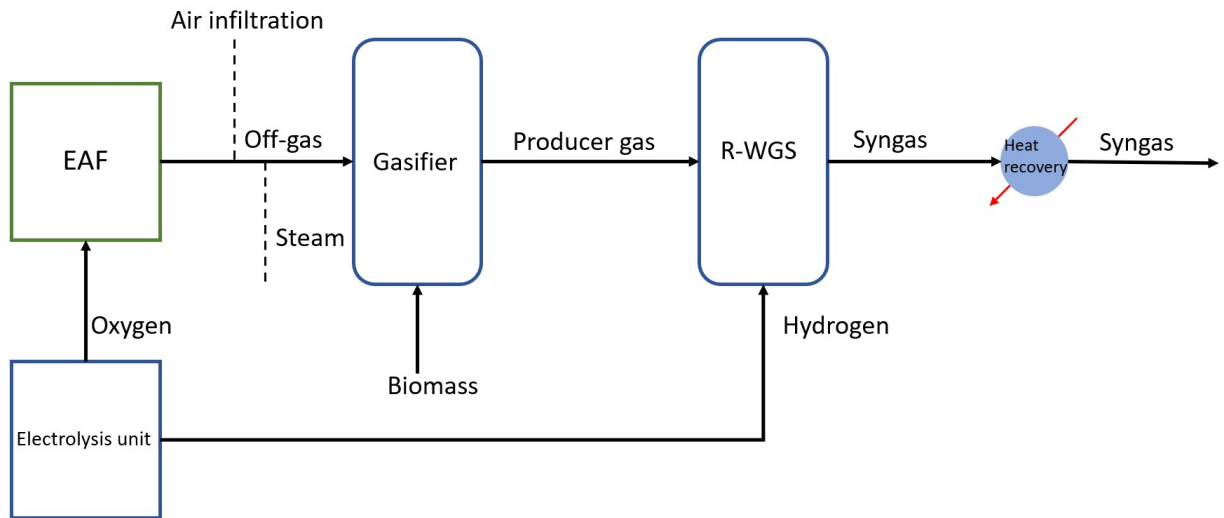 Air infiltration
EAF
Off-gas
Steam
Gasifier
Producer gas
R-WGS
Syngas
Heat
recovery
Syngas
Oxygen
Biomass
Hydrogen
Electrolysis unit